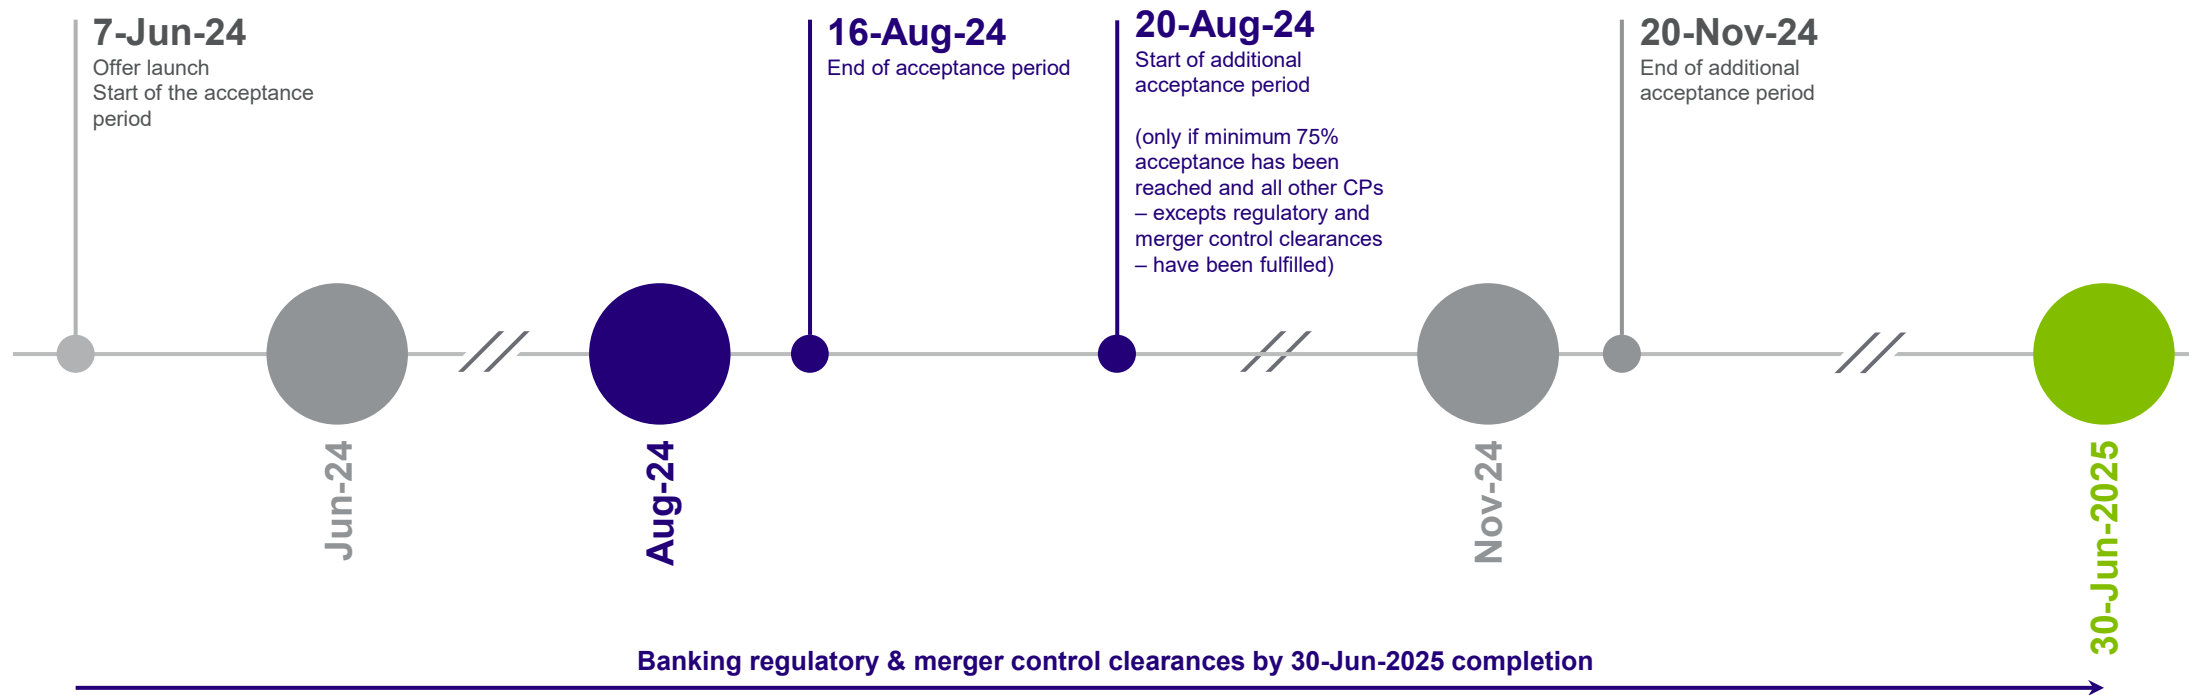 7-Jun-24
Offer launch
Start of the acceptance
period
16-Aug-24
End of acceptance period
20-Aug-24
Start of additional
acceptance period
(only if minimum 75%
acceptance has been
reached and all other CPs
– excepts regulatory and
merger control clearances
– have been fulfilled)
20-Nov-24
End of additional
acceptance period
Jun-24
Aug-24
Nov-24
30-Jun-2025
Banking regulatory & merger control clearances by 30-Jun-2025 completion